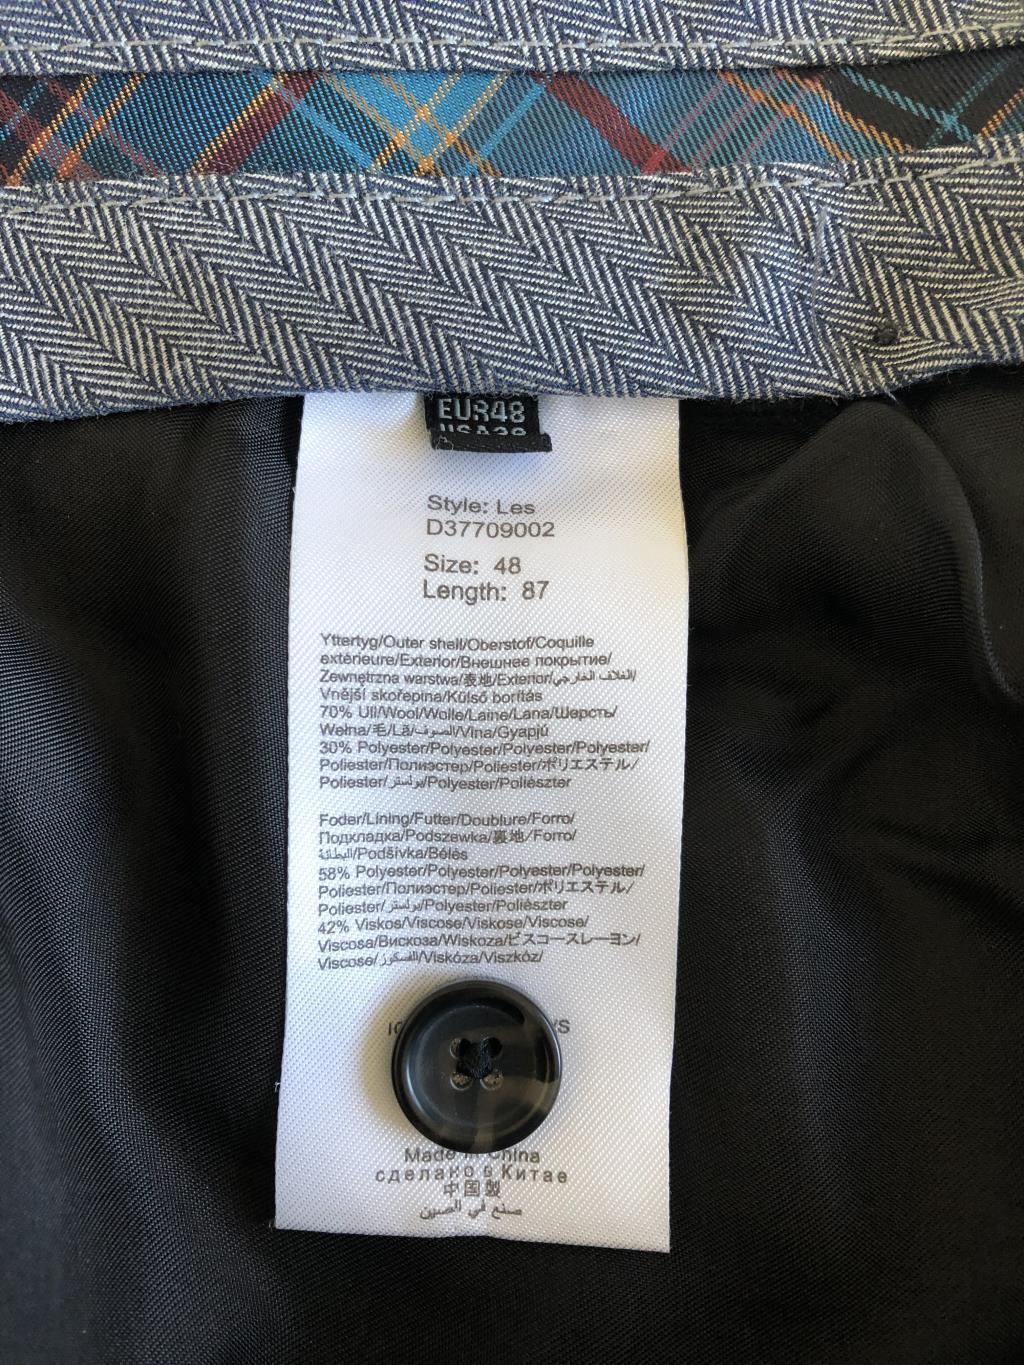 EUR48
Style: Les
D37709002
Size: 48
Length: 87
Yttertyg/Outer shell/Oberstof/Coquille
extérieure/Exterior/Внешнее покрытие/
Zewnętrzna warstwa/表地/Exterior/الغلاف الخارجي/
Vnější skořepina/Külső borítás
70% Ull/Wool/Wolle/Laine/Lana/Шерсть/
Wełna/毛/Lã/الصوف/Vlna/Gyapjú
30% Polyester/Polyester/Polyester/Polyester/
Poliester/Полиэстер/Poliester/ポリエステル/
Poliester/بوليستر/Polyester/Poliészter
Foder/Lining/Futter/Doublure/Forro/
Подкладка/Podszewka/裏地/Forro/
البطانة/Podšívka/Bélés
58% Polyester/Polyester/Polyester/Polyester/
Poliester/Полиэстер/Poliester/ポリエステル/
Poliester/بوليستر/Polyester/Poliészter
42% Viskos/Viscose/Viskose/Viscose/
Viscosa/Вискоза/Wiskoza/ビスコースレーヨン/
Viscose/الفسكوز/Viskóza/Viszkóz/
Made in China
сделано в Китае
中国製
صنع في الصين